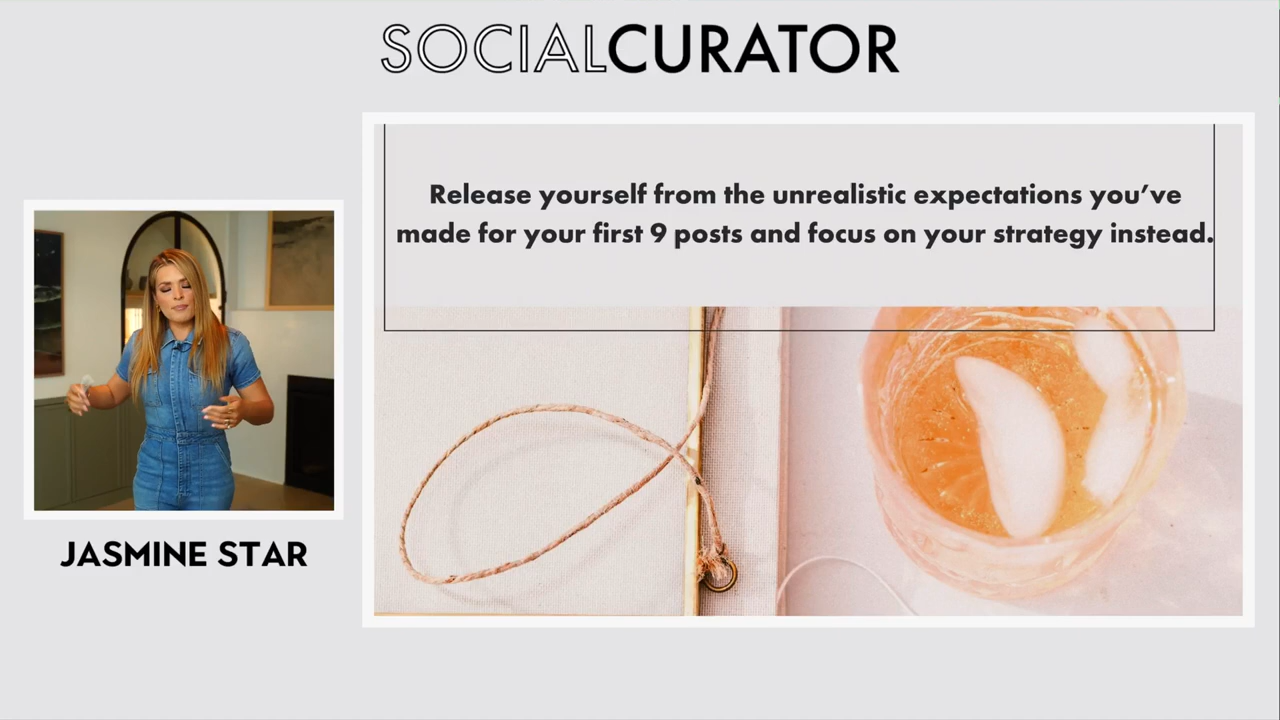 SOCIALCURATOR
Release yourself from the unrealistic expectations you’ve
made for your first 9 posts and focus on your strategy instead.
JASMINE STAR